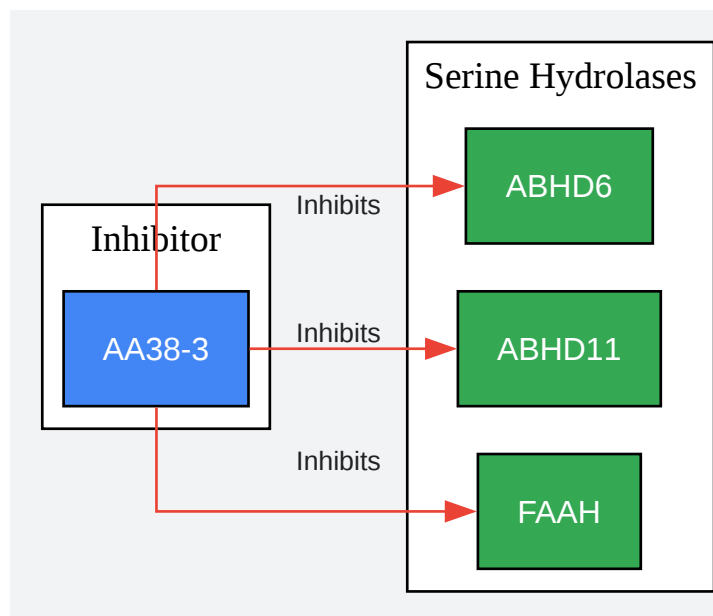 Serine Hydrolases
ABHD6
Inhibits
Inhibitor
AA38-3
Inhibits
ABHD11
Inhibits
FAAH